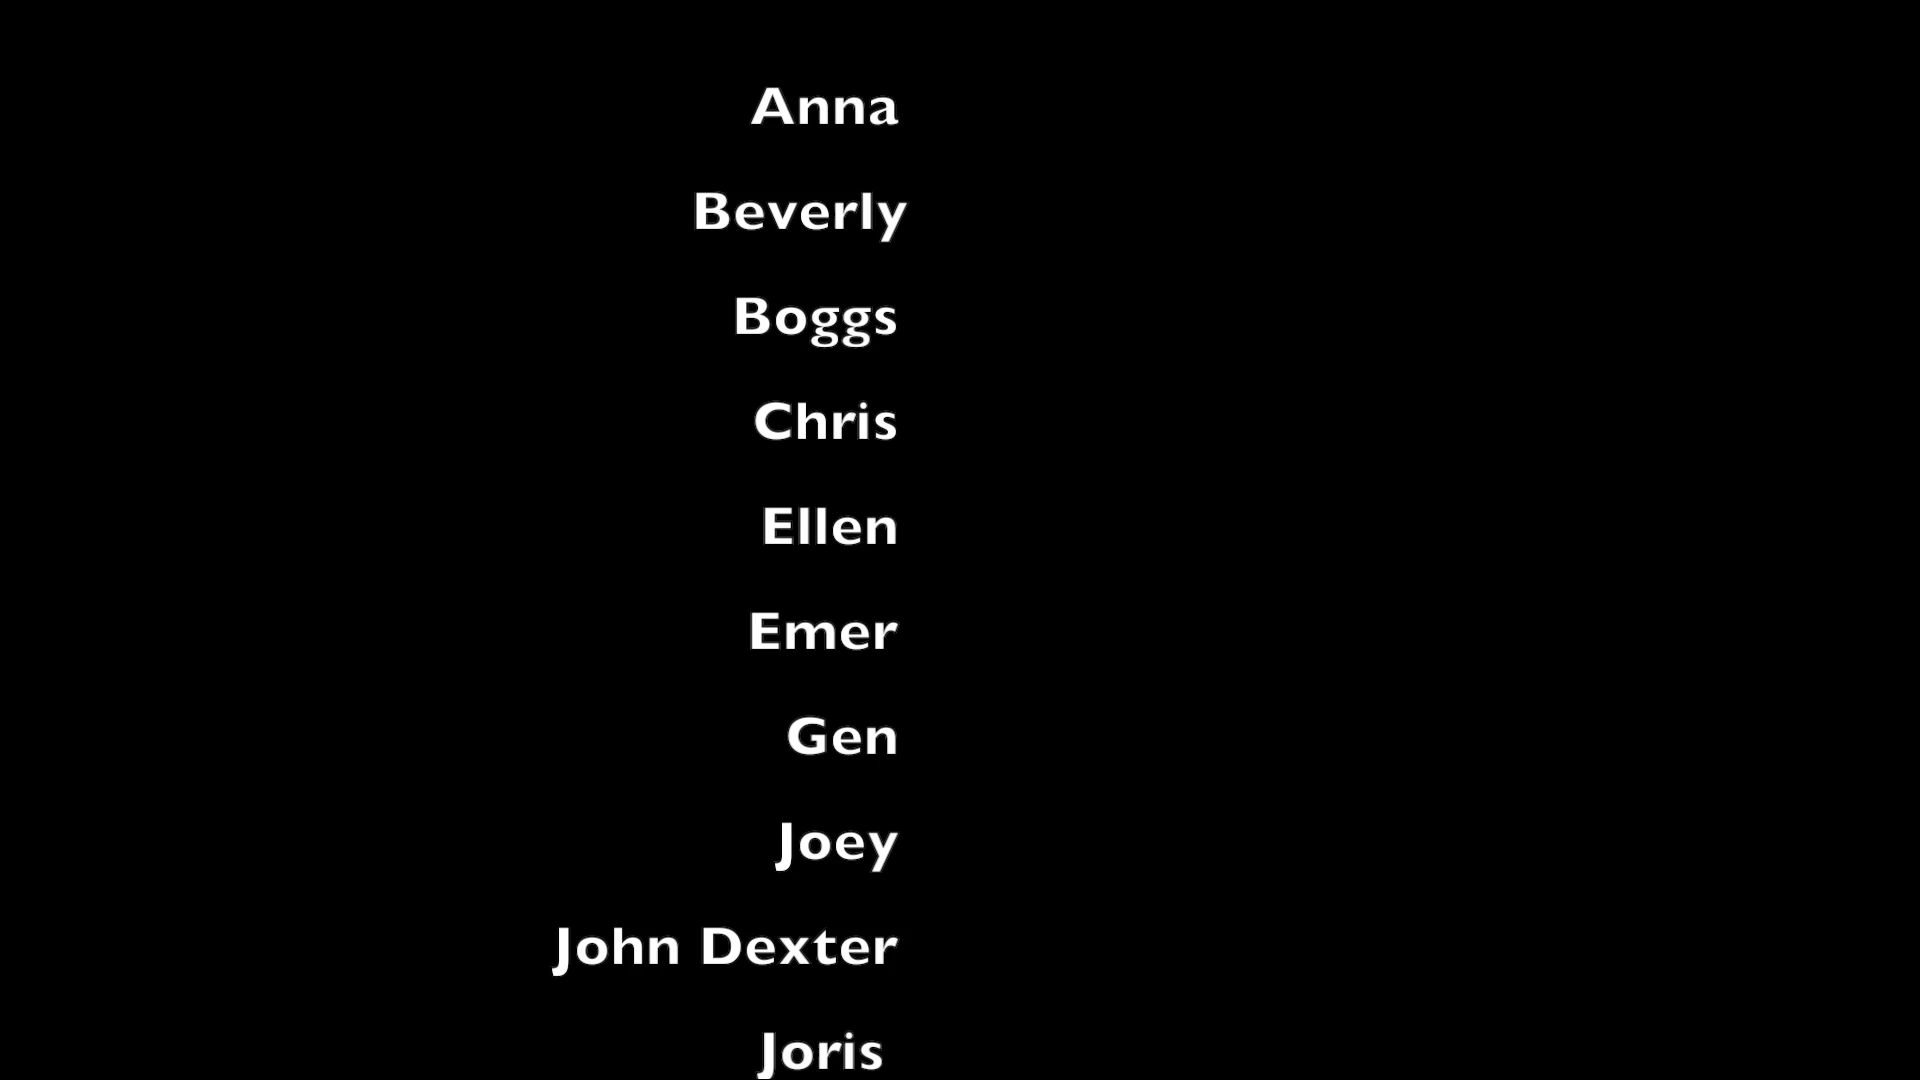 Anna
Beverly
Boggs
Chris
Ellen
Emer
Gen
Joey
John Dexter
Joris